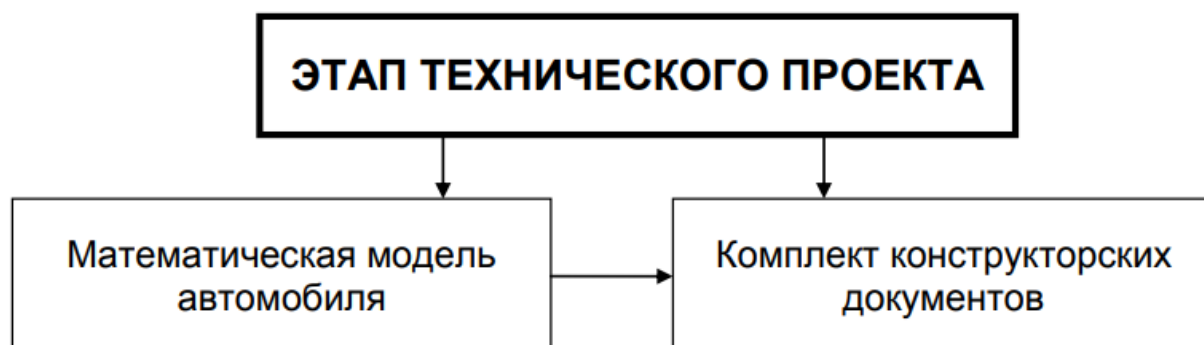 ЭТАП ТЕХНИЧЕСКОГО ПРОЕКТА
Математическая модель
автомобиля
Комплект конструкторских
документов